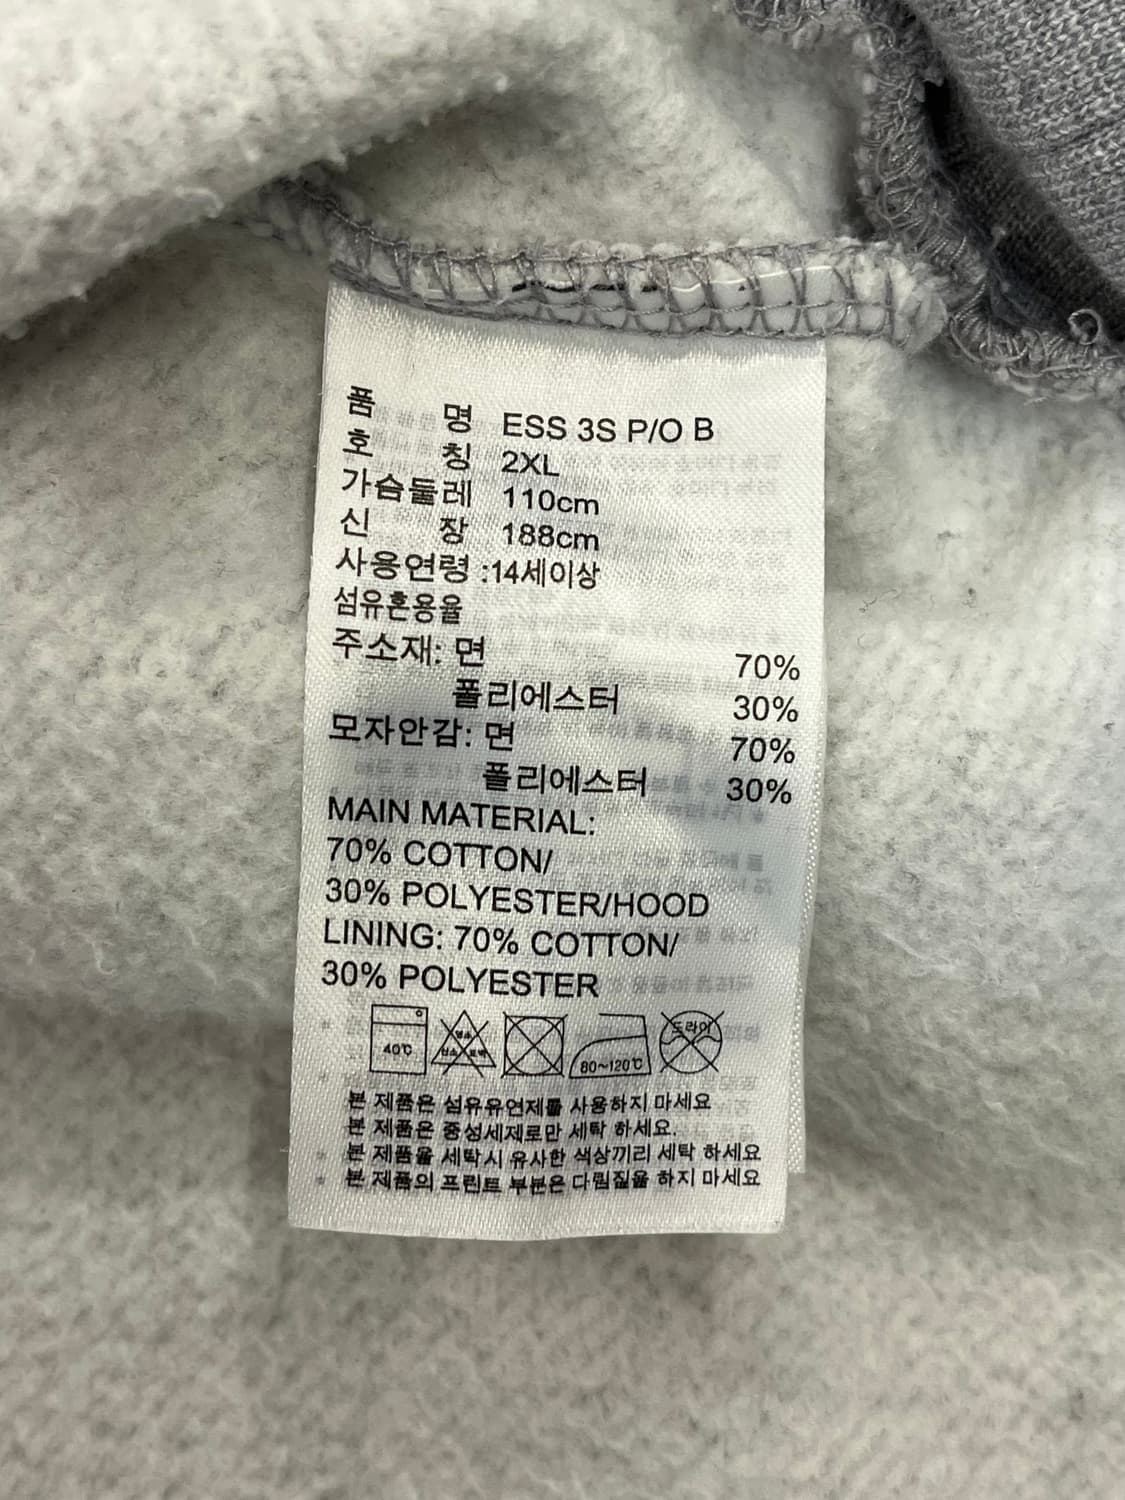 품 명 ESS 3S P/O B
호 칭 2XL
가슴둘레 110cm
신 장 188cm
사용연령 :14세이상
섬유혼용율
주소재: 면 70%
폴리에스터 30%
모자안감: 면 70%
폴리에스터 30%
MAIN MATERIAL:
70% COTTON/
30% POLYESTER/HOOD
LINING: 70% COTTON/
30% POLYESTER
40℃ 염소 산소 표백 80~120℃ 드라이
본 제품은 섬유유연제를 사용하지 마세요
본 제품은 중성세제로만 세탁 하세요.
* 본 제품을 세탁시 유사한 색상끼리 세탁 하세요
* 본 제품의 프린트 부분은 다림질을 하지 마세요